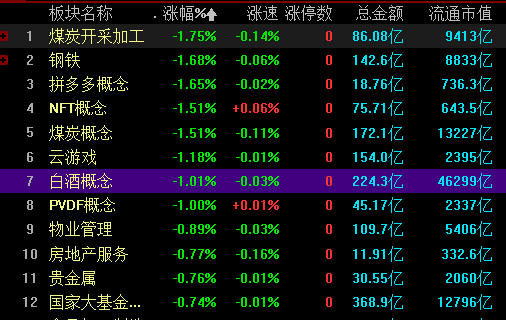 板块名称 . 涨幅%↑ 涨速 涨停数 总金额 流通市值
1 煤炭开采加工 -1.75% -0.14% 0 86.08亿 9413亿
2 钢铁 -1.68% -0.06% 0 142.6亿 8833亿
3 拼多多概念 -1.65% -0.02% 0 18.76亿 736.3亿
4 NFT概念 -1.51% +0.06% 0 75.71亿 643.5亿
5 煤炭概念 -1.51% -0.11% 0 172.1亿 13227亿
6 云游戏 -1.18% -0.01% 0 154.0亿 2395亿
7 白酒概念 -1.01% -0.03% 0 224.3亿 46299亿
8 PVDF概念 -1.00% +0.01% 0 45.17亿 2337亿
9 物业管理 -0.89% -0.03% 0 109.7亿 5406亿
10 房地产服务 -0.77% -0.16% 0 11.91亿 332.6亿
11 贵金属 -0.76% -0.01% 0 30.55亿 2060亿
12 国家大基金... -0.74% -0.01% 0 368.9亿 12796亿